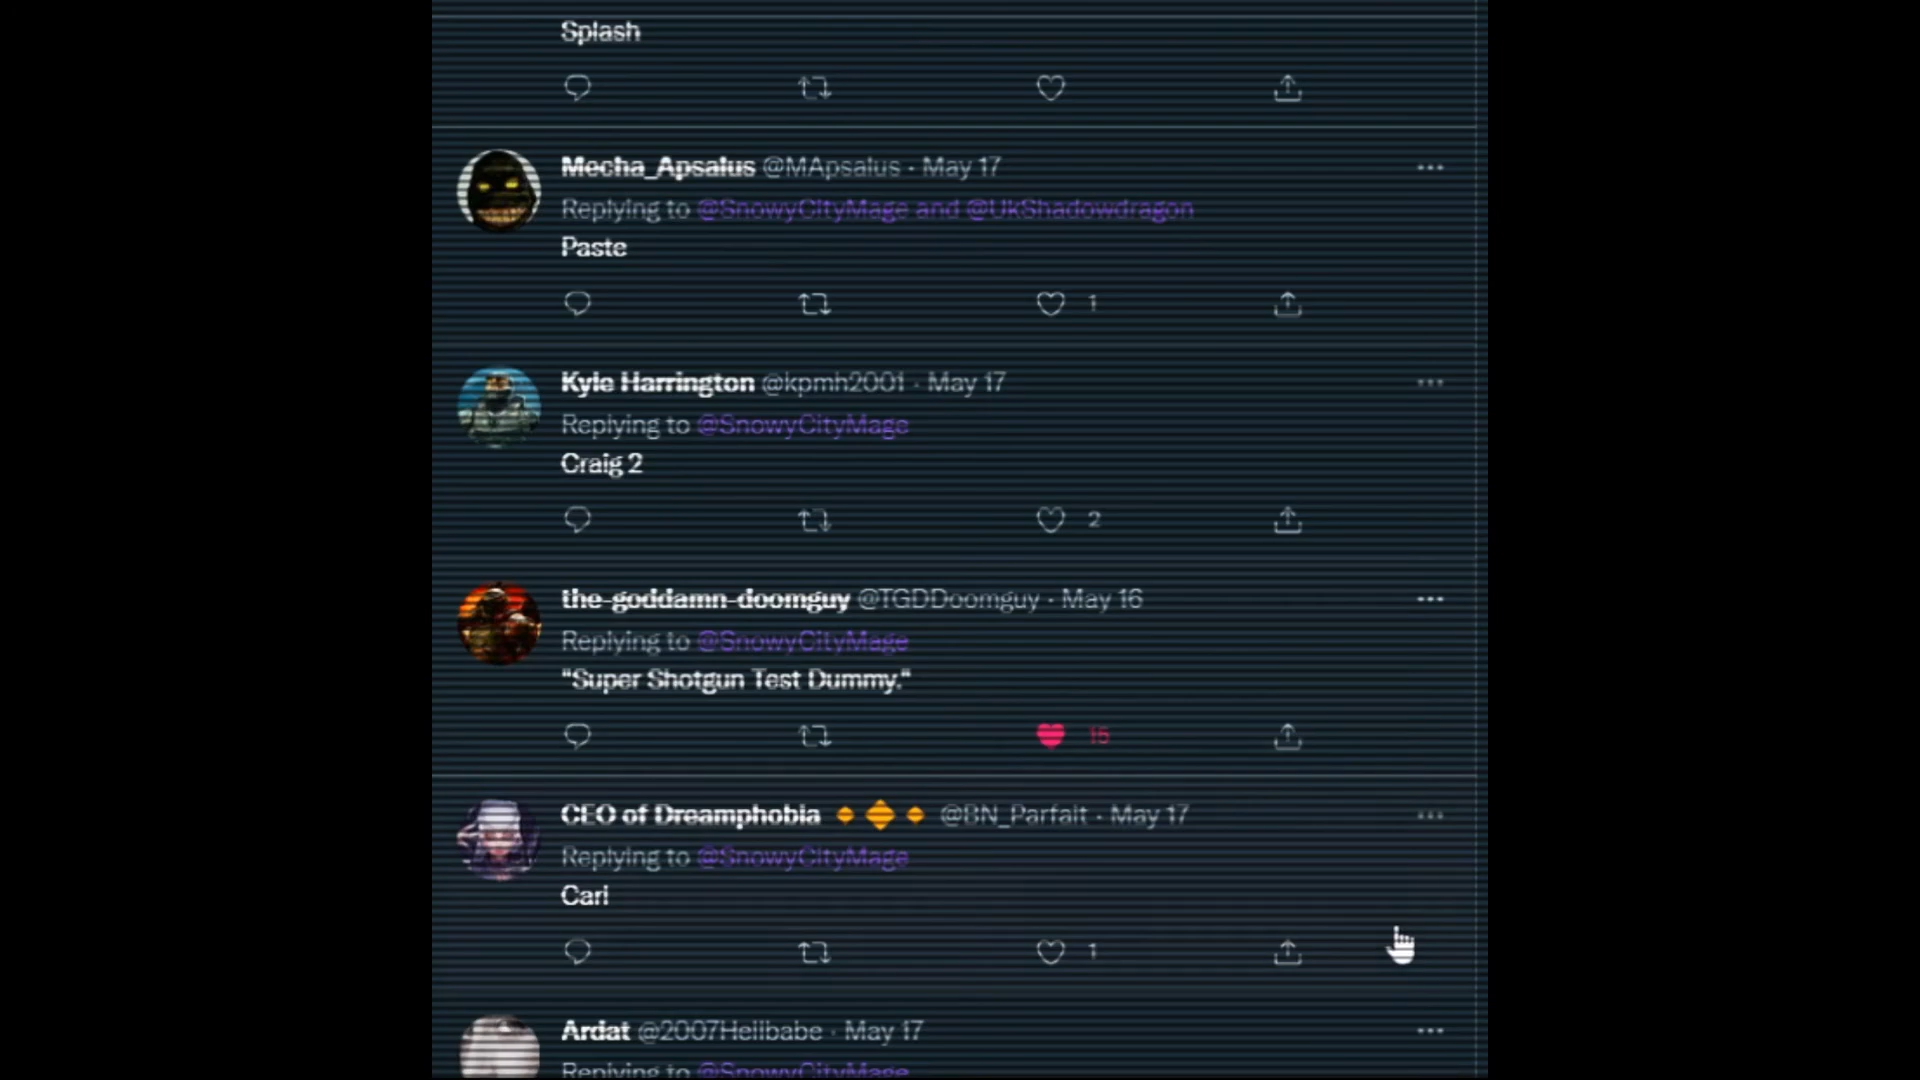 Splash
Mecha_Apsalus @MApsalus · May 17
Replying to @SnowyCityMage and @UkShadowdragon
Paste
1
Kyle Harrington @kpmh2001 · May 17
Replying to @SnowyCityMage
Craig 2
2
the-goddamn-doomguy @TGDDoomguy · May 16
Replying to @SnowyCityMage
"Super Shotgun Test Dummy."
15
CEO of Dreamphobia @BN_Parfait · May 17
Replying to @SnowyCityMage
Carl
1
Ardat @2007Hellbabe · May 17
Replying to @SnowyCityMage